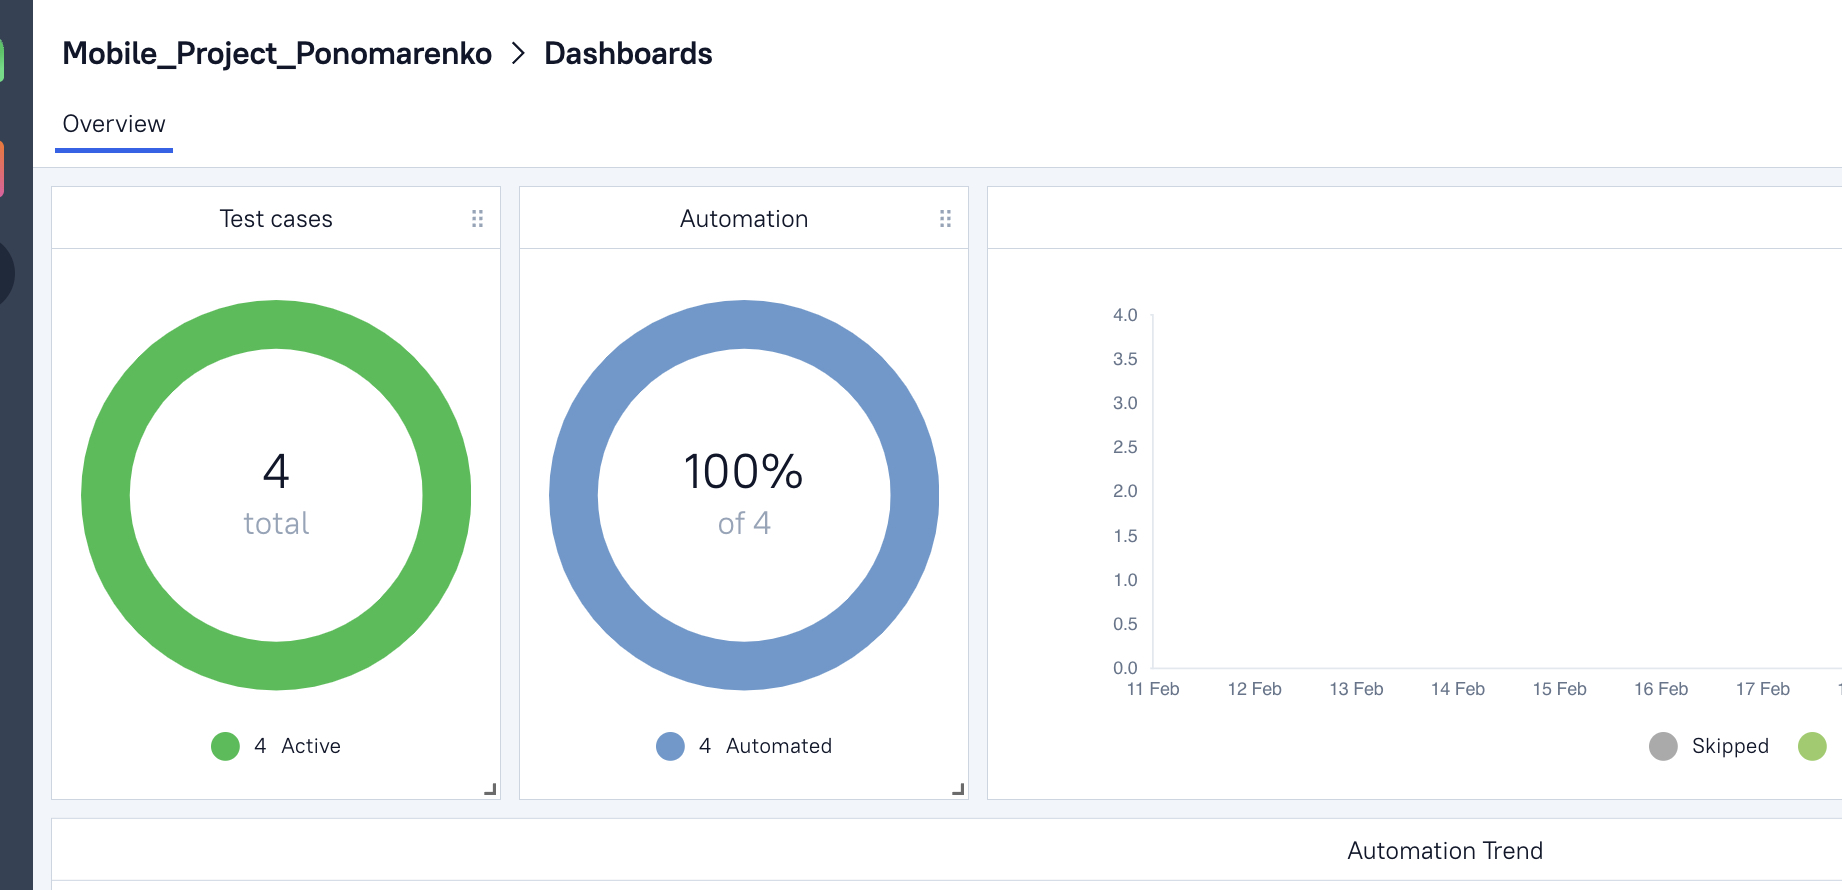 Mobile_Project_Ponomarenko > Dashboards
Overview
Test cases
4
total
4 Active
Automation
100%
of 4
4 Automated
4.0
3.5
3.0
2.5
2.0
1.5
1.0
0.5
0.0
11 Feb 12 Feb 13 Feb 14 Feb 15 Feb 16 Feb 17 Feb
Skipped
Automation Trend